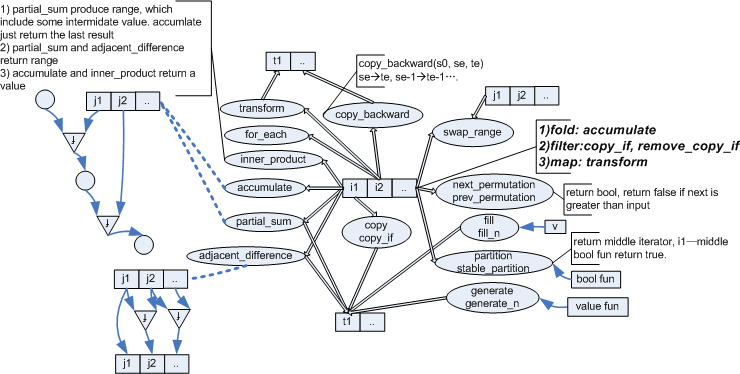 1) partial_sum produce range, which
include some intermidate value. accumlate
just return the last result
2) partial_sum and adjacent_difference
return range
3) accumulate and inner_product return a
value
j1 j2 ..
t1 ..
copy_backward(s0, se, te)
se→te, se-1→te-1···.
j1 j2 ..
transform
copy_backward
swap_range
for_each
inner_product
1)fold: accumulate
2)filter:copy_if, remove_copy_if
3)map: transform
accumulate
i1 i2 ..
next_permutation
prev_permutation
return bool, return false if next is
greater than input
partial_sum
copy
copy_if
fill
fill_n
v
adjacent_difference
partition
stable_partition
return middle iterator, i1—middle
bool fun return true.
bool fun
j1 j2 ..
generate
generate_n
value fun
t1 ..
j1 j2 ..